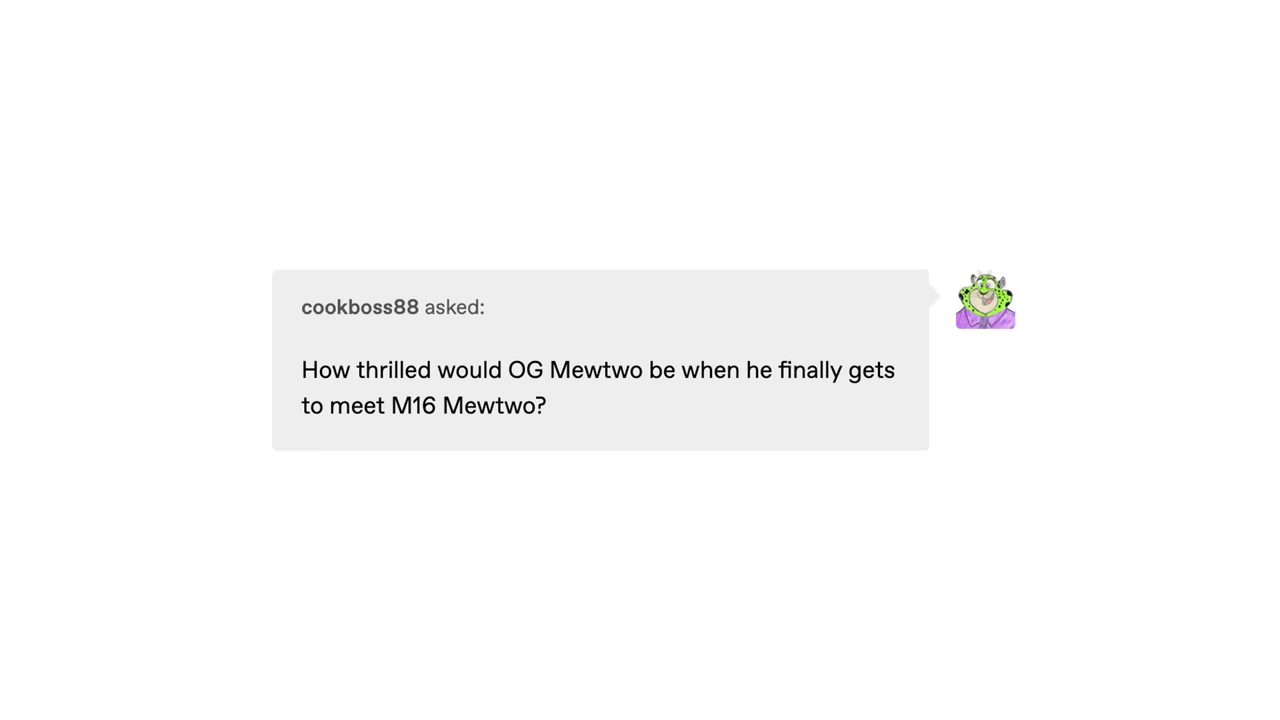 cookboss88 asked:
How thrilled would OG Mewtwo be when he finally gets
to meet M16 Mewtwo?